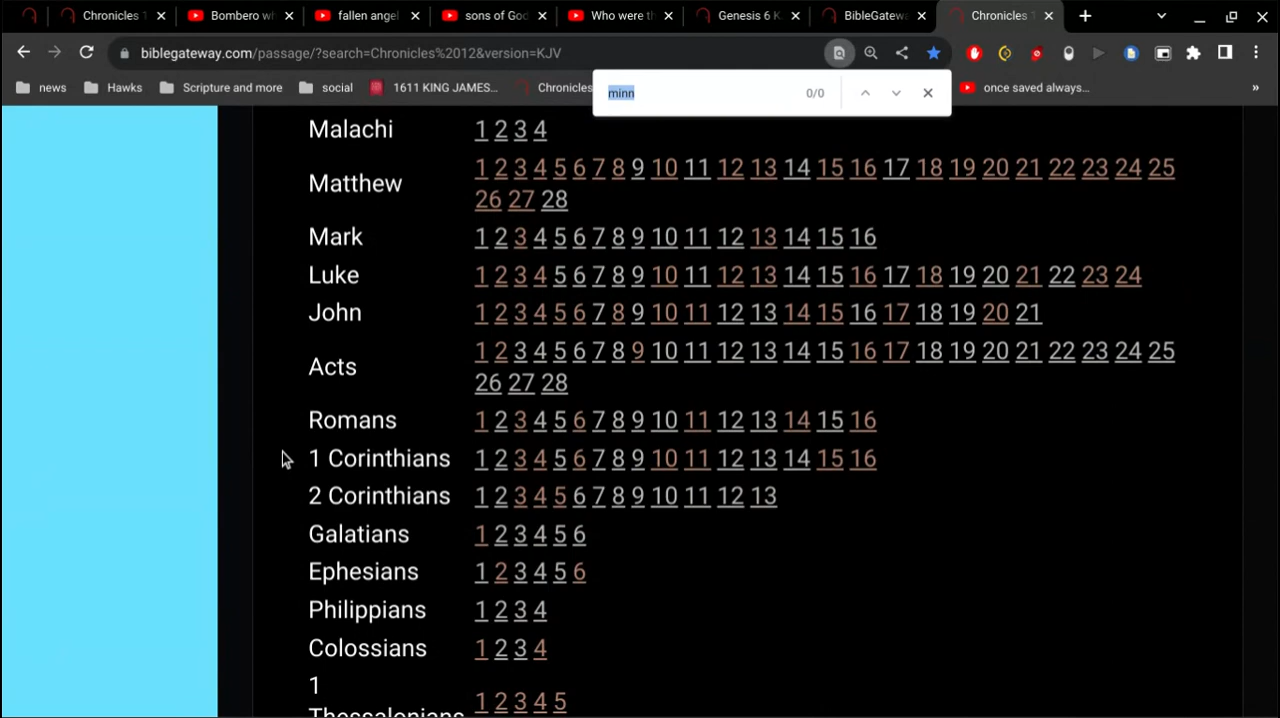 Chronicles 1
Bombero wh
fallen angel
sons of God
Who were th
Genesis 6 K
BibleGatew
Chronicles 1
biblegateway.com/passage/?search=Chronicles%2012&version=KJV
news
Hawks
Scripture and more
social
1611 KING JAMES...
Chronicles
once saved always...
»
minn 0/0
Malachi 1 2 3 4
Matthew 1 2 3 4 5 6 7 8 9 10 11 12 13 14 15 16 17 18 19 20 21 22 23 24 25
26 27 28
Mark 1 2 3 4 5 6 7 8 9 10 11 12 13 14 15 16
Luke 1 2 3 4 5 6 7 8 9 10 11 12 13 14 15 16 17 18 19 20 21 22 23 24
John 1 2 3 4 5 6 7 8 9 10 11 12 13 14 15 16 17 18 19 20 21
Acts 1 2 3 4 5 6 7 8 9 10 11 12 13 14 15 16 17 18 19 20 21 22 23 24 25
26 27 28
Romans 1 2 3 4 5 6 7 8 9 10 11 12 13 14 15 16
1 Corinthians 1 2 3 4 5 6 7 8 9 10 11 12 13 14 15 16
2 Corinthians 1 2 3 4 5 6 7 8 9 10 11 12 13
Galatians 1 2 3 4 5 6
Ephesians 1 2 3 4 5 6
Philippians 1 2 3 4
Colossians 1 2 3 4
1
Thessalonians 1 2 3 4 5